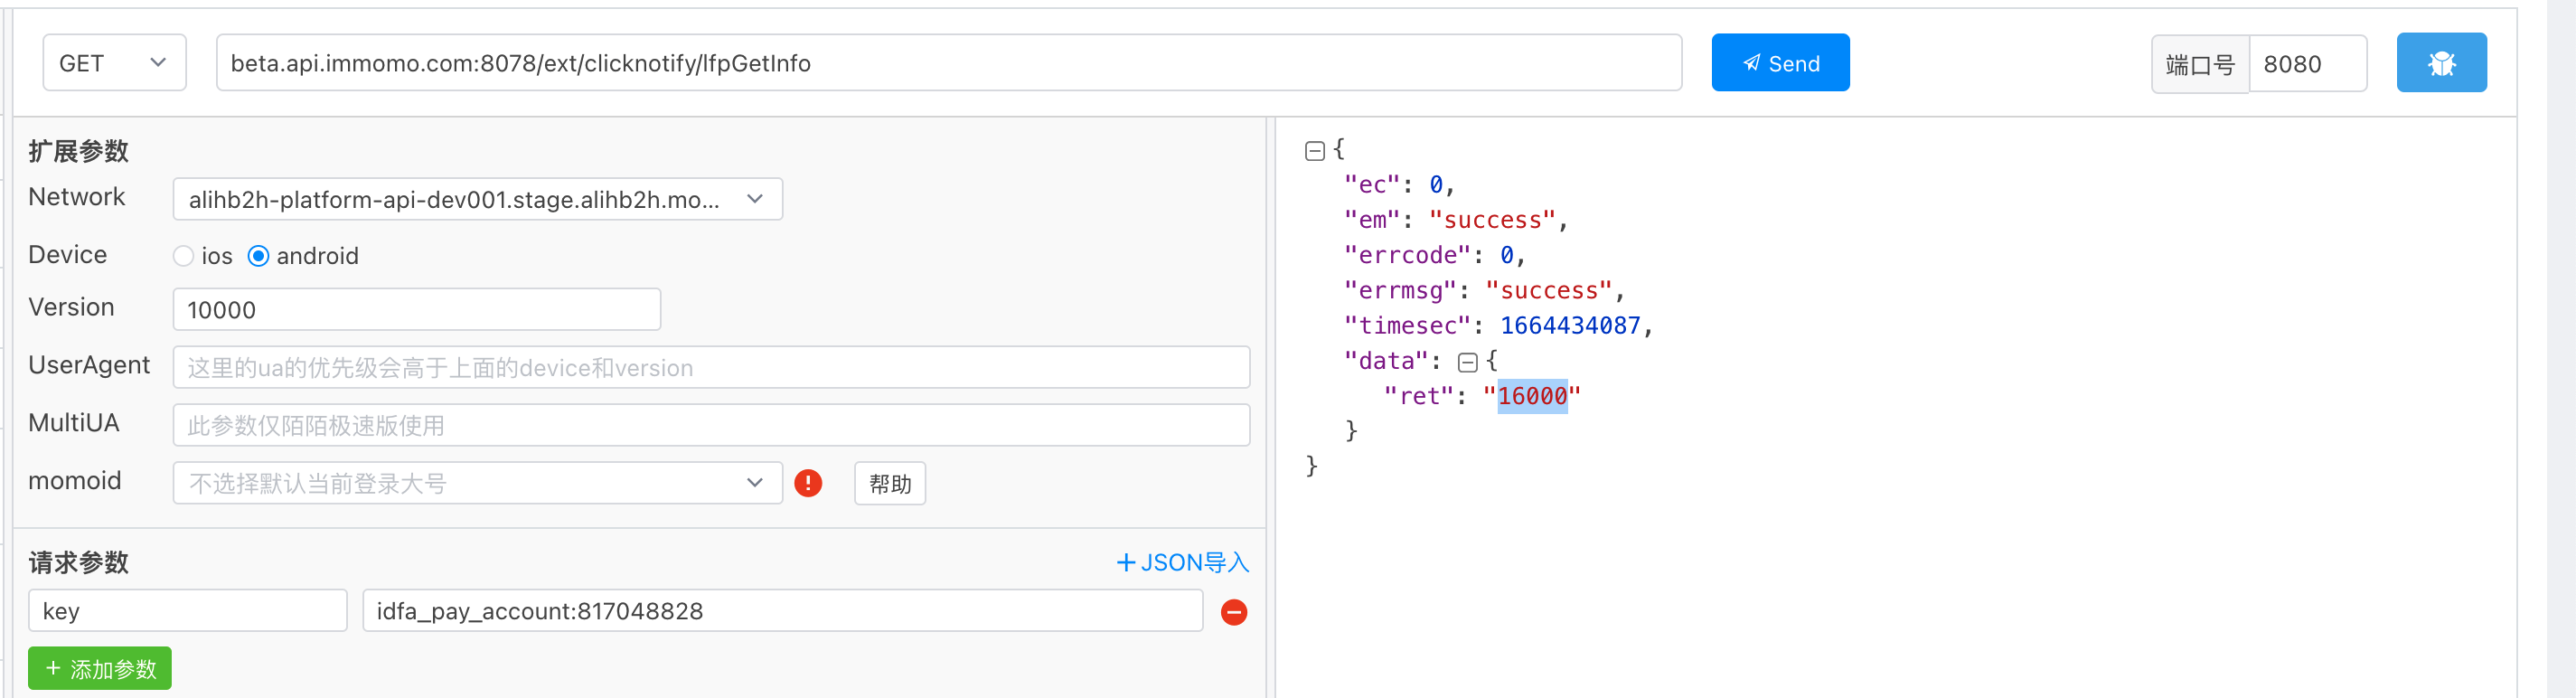 GET beta.api.immomo.com:8078/ext/clicknotify/lfpGetInfo Send 端口号 8080
扩展参数
Network alihb2h-platform-api-dev001.stage.alihb2h.mo...
Device ios android
Version 10000
UserAgent 这里的ua的优先级会高于上面的device和version
MultiUA 此参数仅陌陌极速版使用
momoid 不选择默认当前登录大号 帮助
请求参数 +JSON导入
key idfa_pay_account:817048828
+ 添加参数
{
"ec": 0,
"em": "success",
"errcode": 0,
"errmsg": "success",
"timesec": 1664434087,
"data": {
"ret": "16000"
}
}